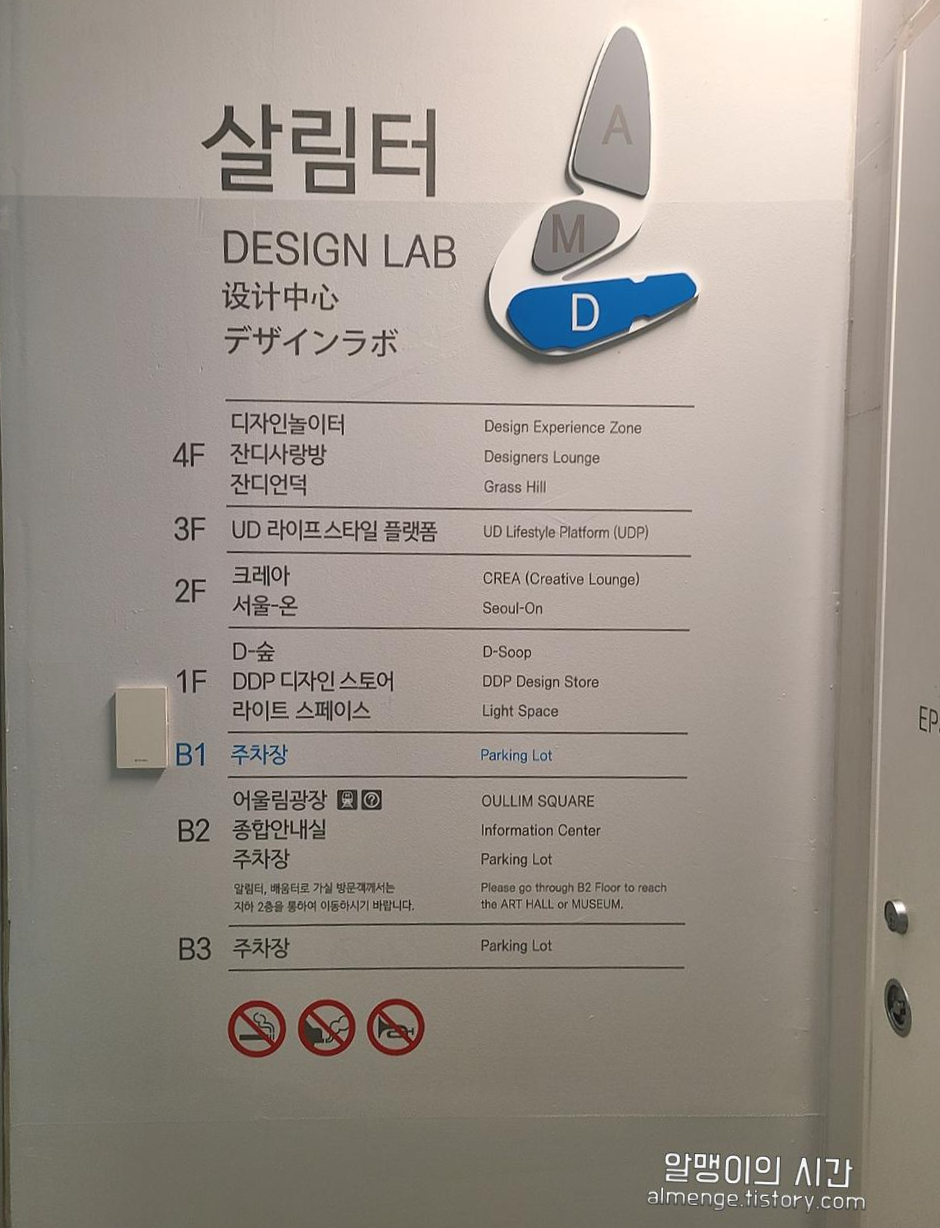 살림터
A
M
D
DESIGN LAB
设计中心
デザインラボ
4F
디자인놀이터 Design Experience Zone
잔디사랑방 Designers Lounge
잔디언덕 Grass Hill
3F UD 라이프스타일 플랫폼 UD Lifestyle Platform (UDP)
2F
크레아 CREA (Creative Lounge)
서울-온 Seoul-On
1F
D-숲 D-Soop
DDP 디자인 스토어 DDP Design Store
라이트 스페이스 Light Space
B1 주차장 Parking Lot
B2
어울림광장 OULLIM SQUARE
종합안내실 Information Center
주차장 Parking Lot
알림터, 배움터로 가실 방문객께서는 Please go through B2 Floor to reach
지하 2층을 통하여 이동하시기 바랍니다. the ART HALL or MUSEUM.
B3 주차장 Parking Lot
알맹이의 시간
almenge.tistory.com